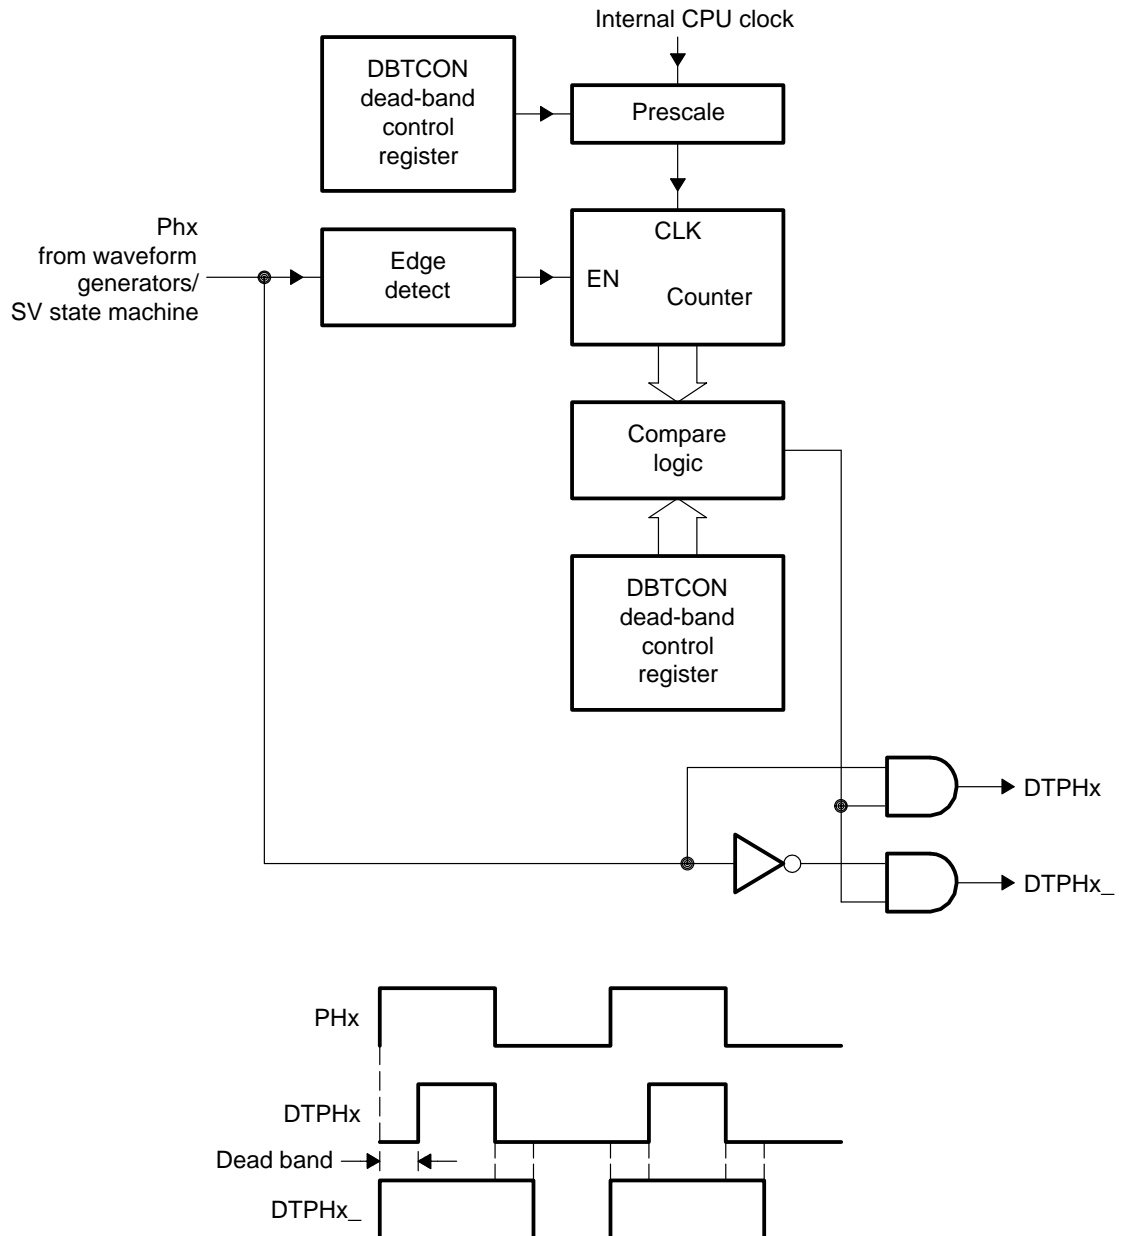 Internal CPU clock
DBTCON
dead-band
control
register
Prescale
Phx
from waveform
generators/
SV state machine
Edge
detect
CLK
EN
Counter
Compare
logic
DBTCON
dead-band
control
register
DTPHx
DTPHx_
PHx
DTPHx
Dead band
DTPHx_